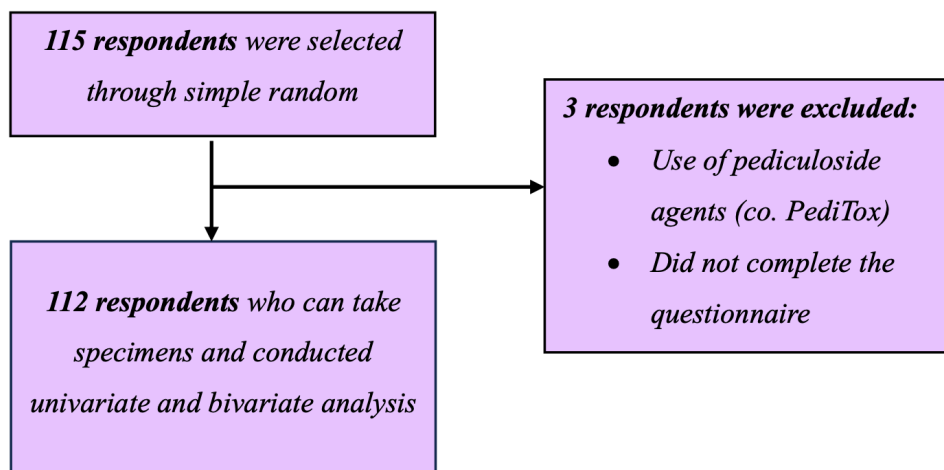 115 respondents were selected
through simple random
3 respondents were excluded:
• Use of pediculoside
agents (co. PediTox)
• Did not complete the
questionnaire
112 respondents who can take
specimens and conducted
univariate and bivariate analysis